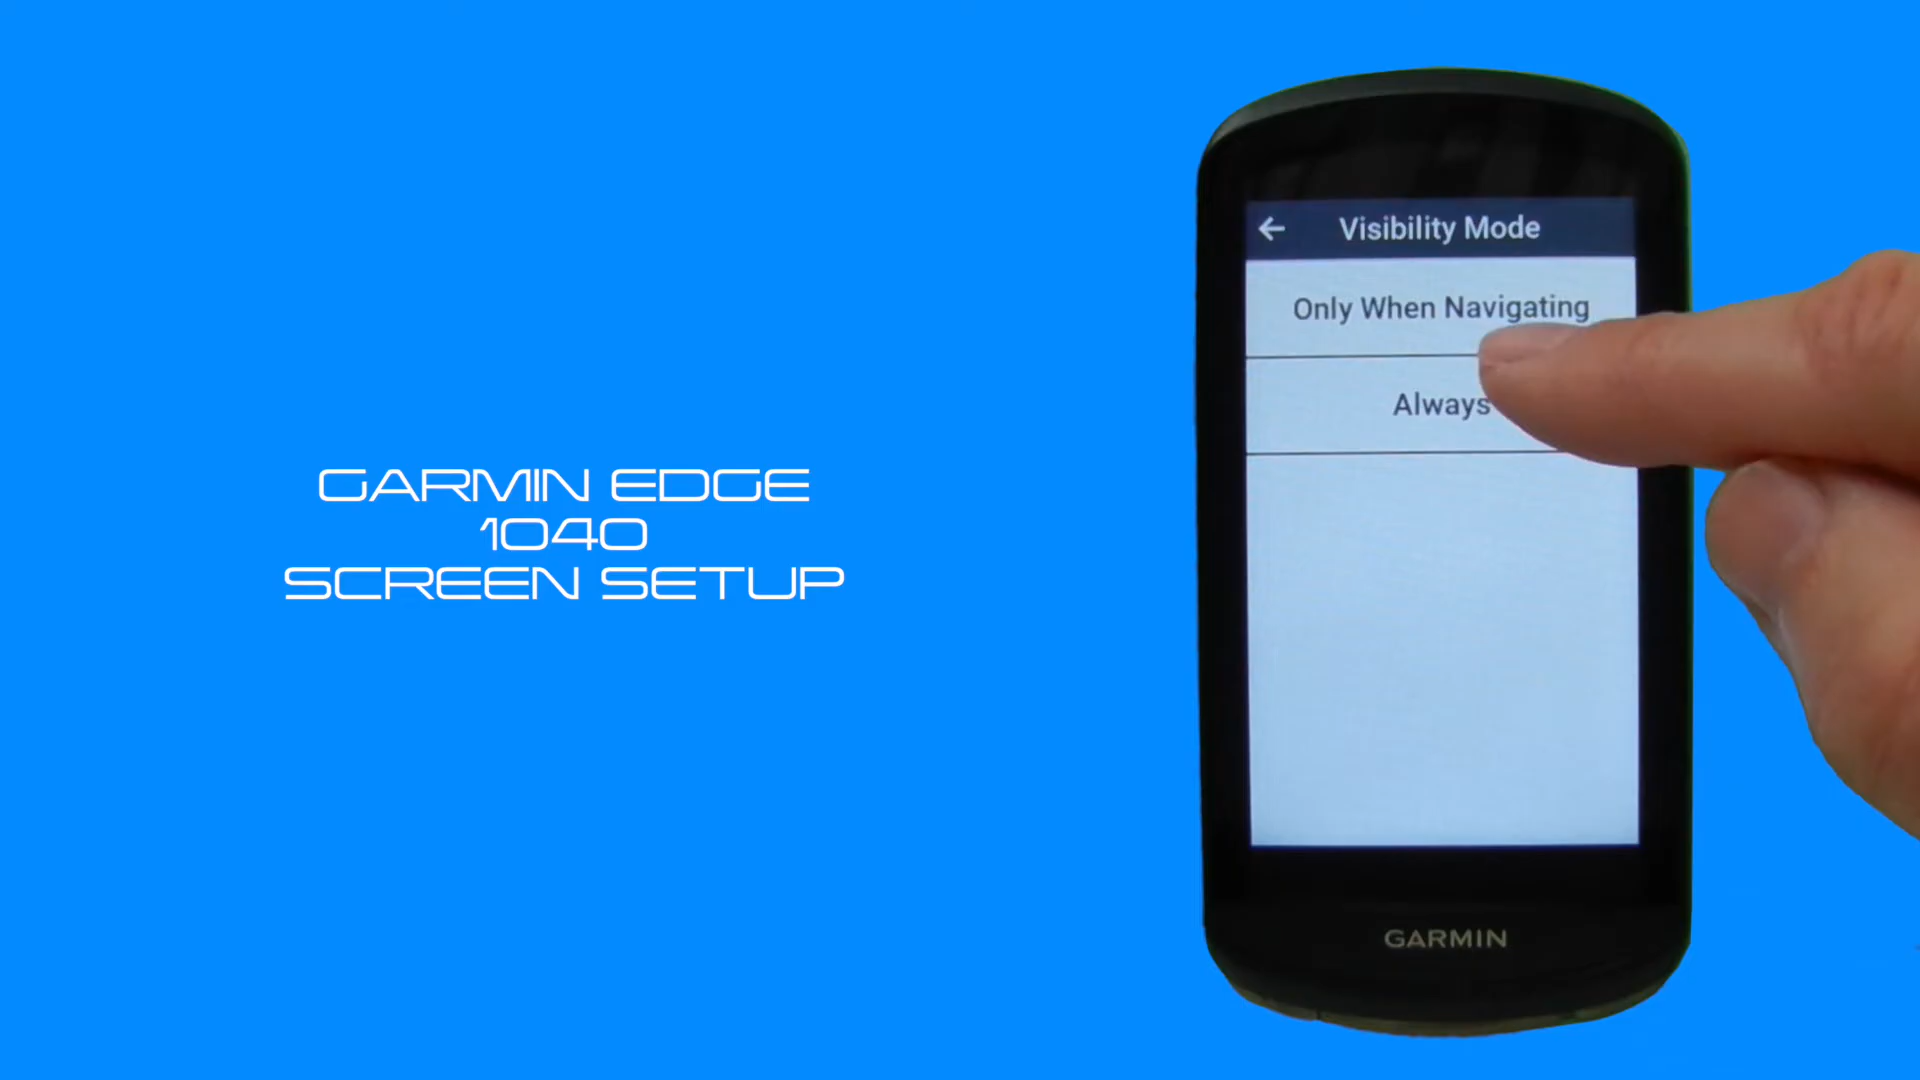 GARMIN EDGE
1040
SCREEN SETUP
Visibility Mode
Only When Navigating
Always
GARMIN